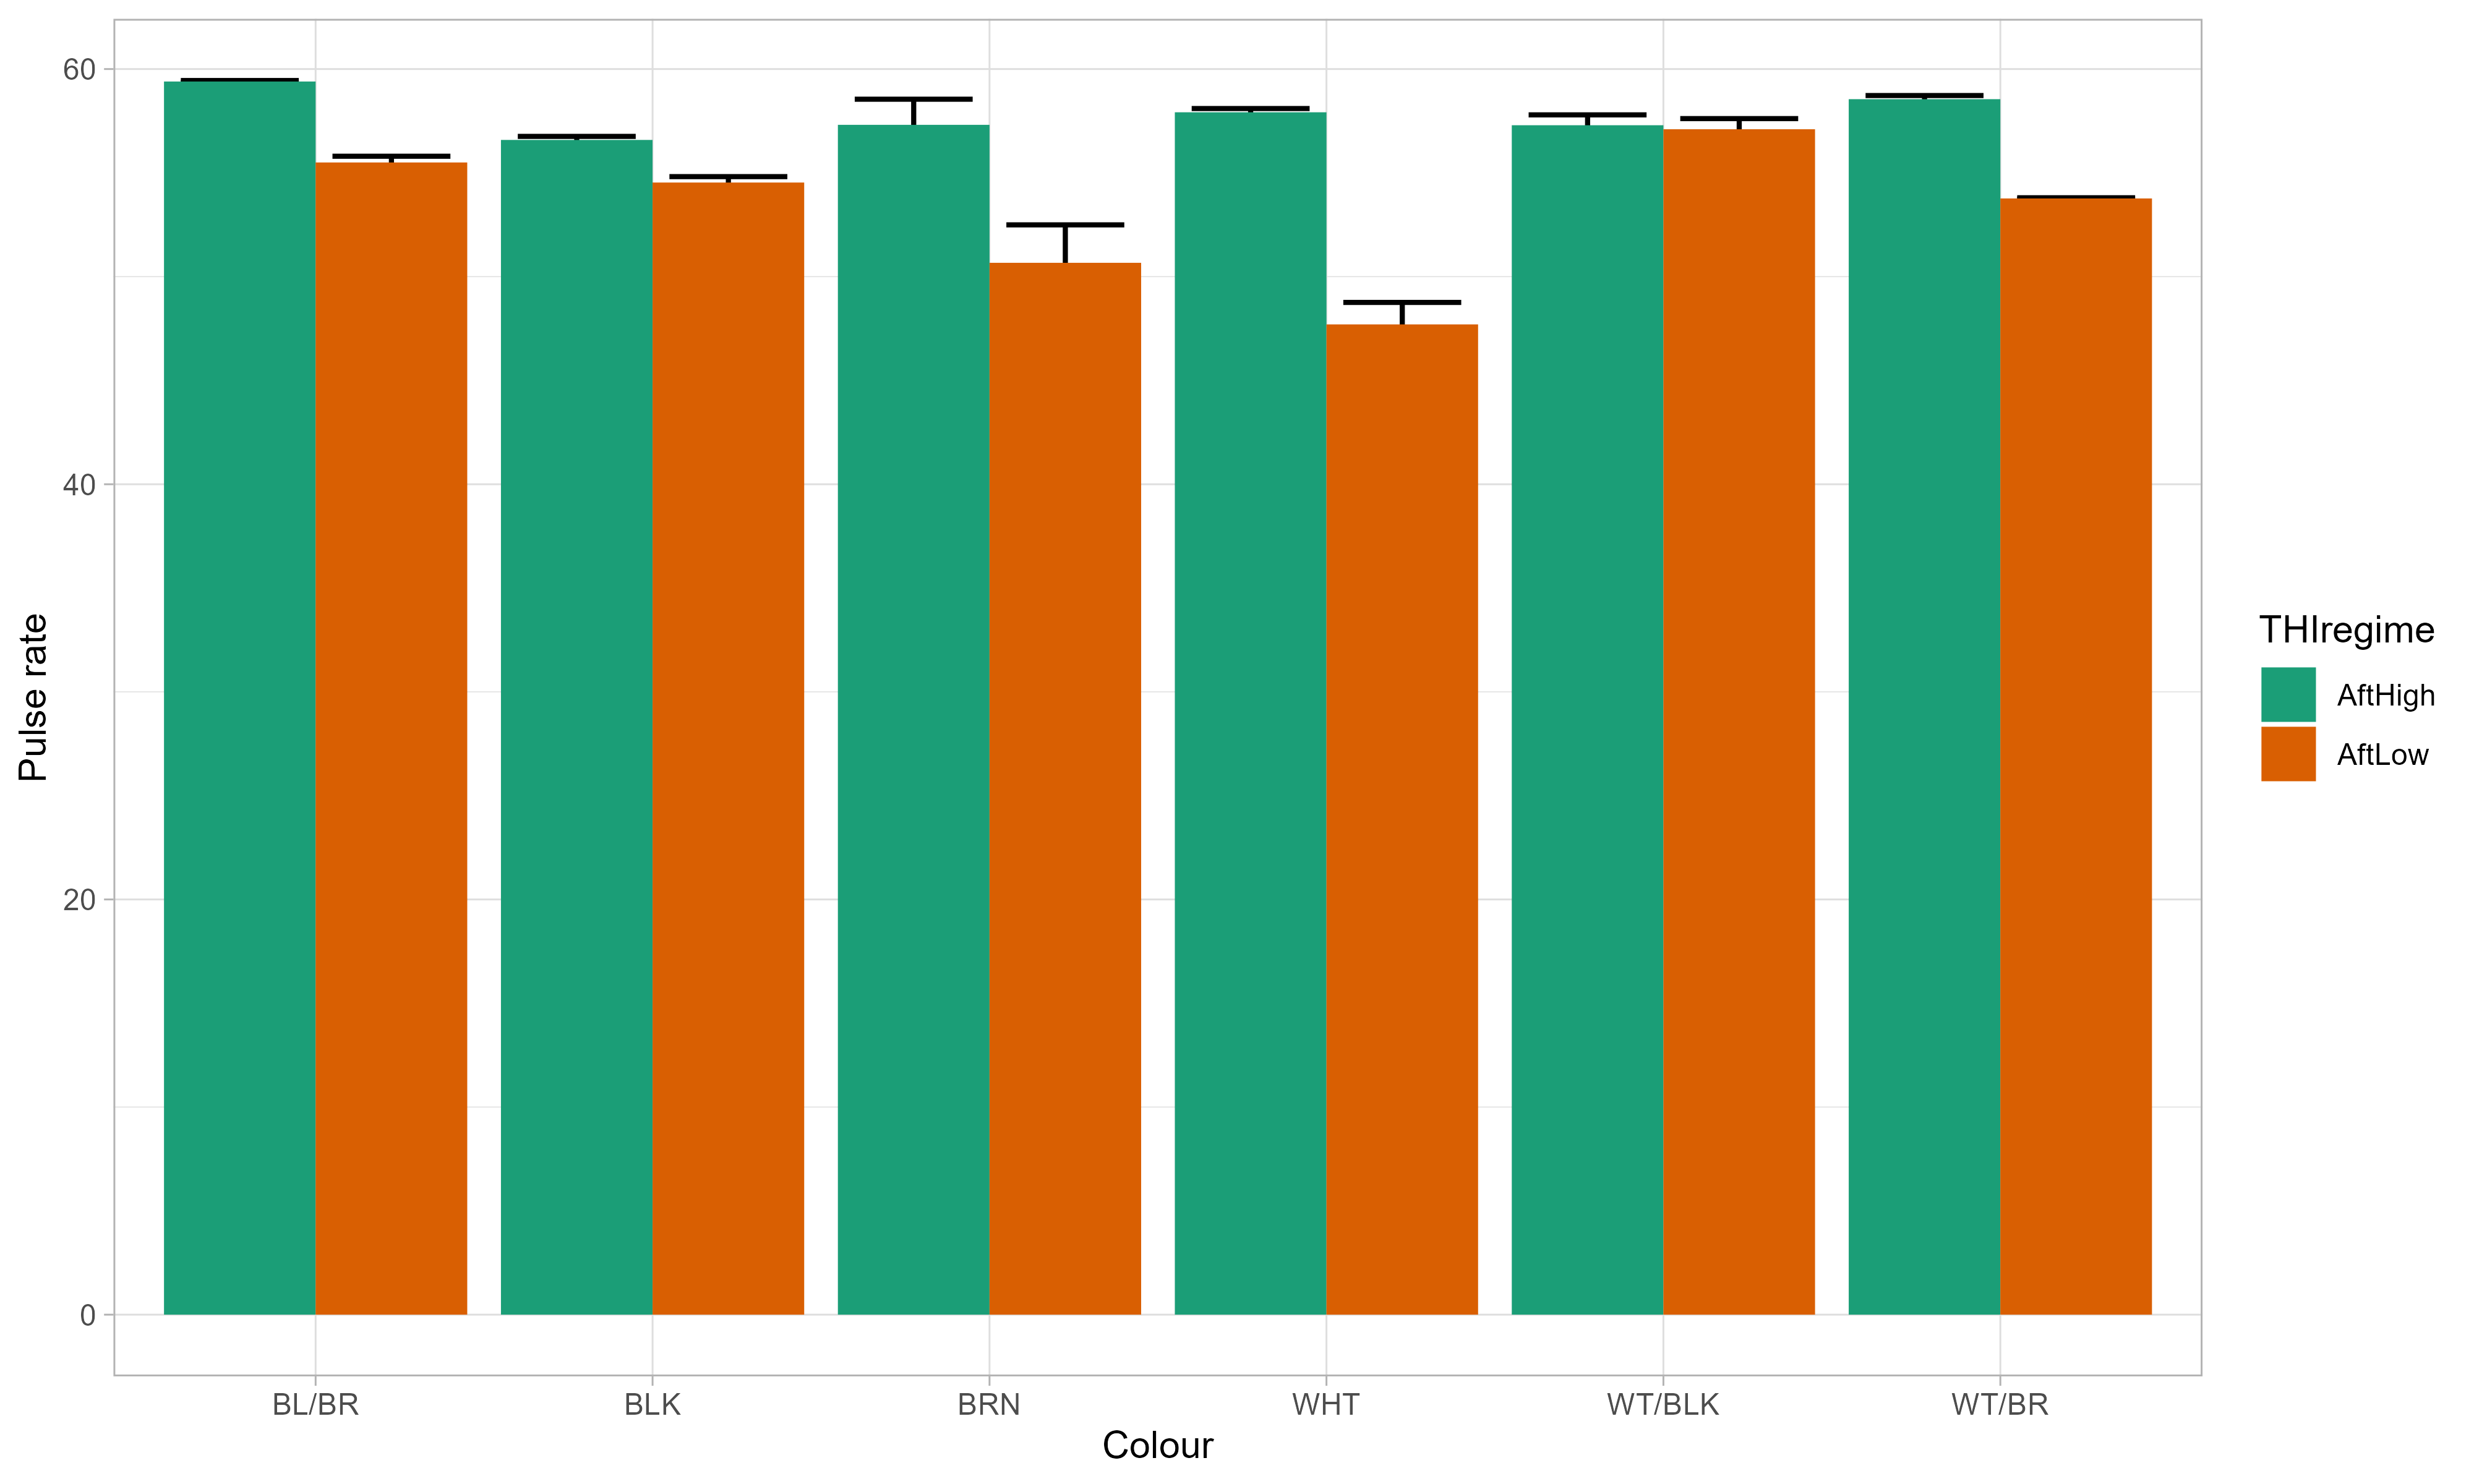 60
40
20
0
Pulse rate
BL/BR BLK BRN WHT WT/BLK WT/BR
Colour
THIregime
AftHigh
AftLow